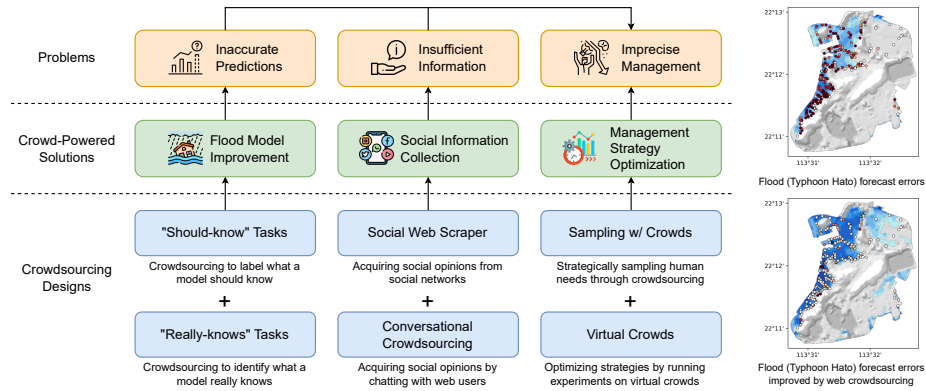 Problems
Inaccurate
Predictions
Insufficient
Information
Imprecise
Management
Crowd-Powered
Solutions
Flood Model
Improvement
Social Information
Collection
Management
Strategy
Optimization
Crowdsourcing
Designs
"Should-know" Tasks
Crowdsourcing to label what a
model should know
+
"Really-knows" Tasks
Crowdsourcing to identify what a
model really knows
Social Web Scraper
Acquiring social opinions from
social networks
+
Conversational
Crowdsourcing
Acquiring social opinions by
chatting with web users
Sampling w/ Crowds
Strategically sampling human
needs through crowdsourcing
+
Virtual Crowds
Optimizing strategies by running
experiments on virtual crowds
22°13'
22°12'
22°11'
113°31'
113°32'
Flood (Typhoon Hato) forecast errors
22°13'
22°12'
22°11'
113°31'
113°32'
Flood (Typhoon Hato) forecast errors
improved by web crowdsourcing